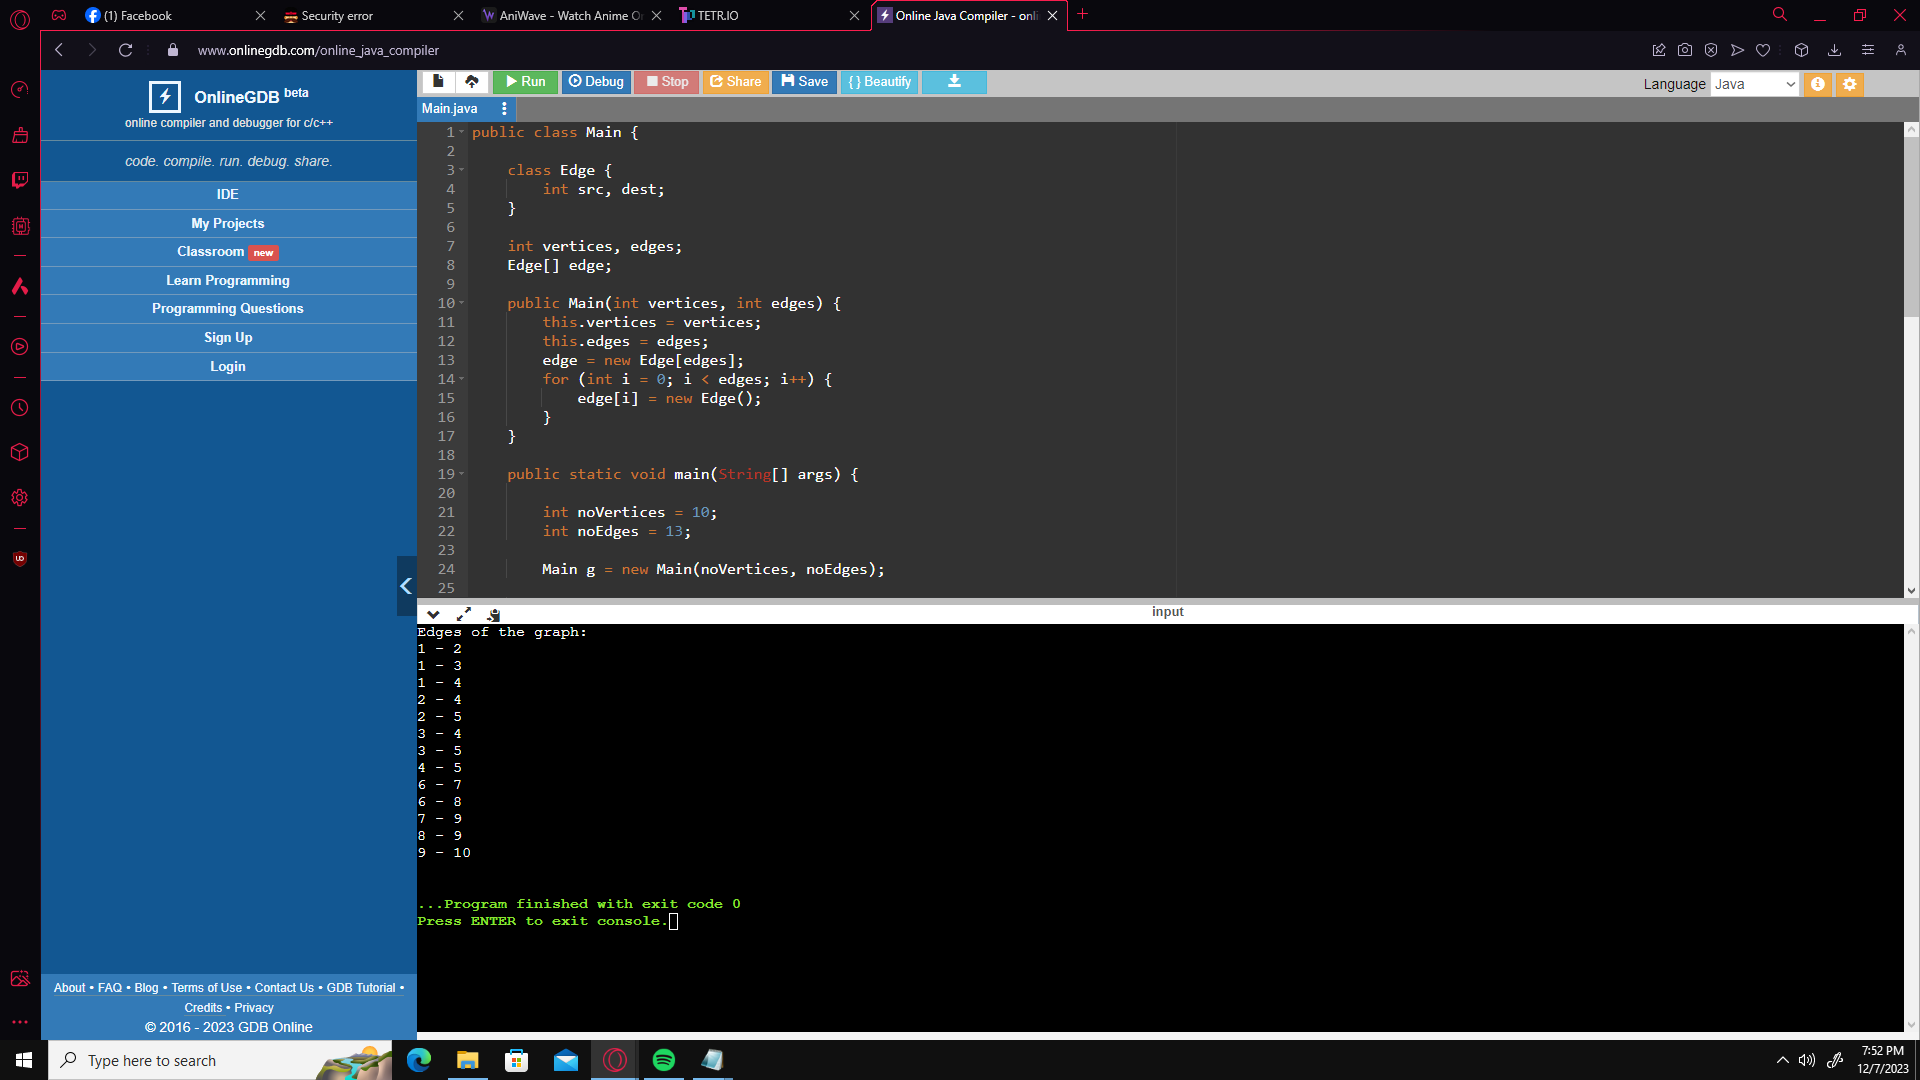 (1) Facebook
Security error
AniWave - Watch Anime O
TETR.IO
Online Java Compiler - onli
www.onlinegdb.com/online_java_compiler
OnlineGDB beta
online compiler and debugger for c/c++
code. compile. run. debug. share.
IDE
My Projects
Classroom new
Learn Programming
Programming Questions
Sign Up
Login
About • FAQ • Blog • Terms of Use • Contact Us • GDB Tutorial •
Credits • Privacy
© 2016 - 2023 GDB Online
Run Debug Stop Share Save { } Beautify
Language Java
Main.java
1 public class Main {
2
3 class Edge {
4 int src, dest;
5 }
6
7 int vertices, edges;
8 Edge[] edge;
9
10 public Main(int vertices, int edges) {
11 this.vertices = vertices;
12 this.edges = edges;
13 edge = new Edge[edges];
14 for (int i = 0; i < edges; i++) {
15 edge[i] = new Edge();
16 }
17 }
18
19 public static void main(String[] args) {
20
21 int noVertices = 10;
22 int noEdges = 13;
23
24 Main g = new Main(noVertices, noEdges);
25
input
Edges of the graph:
1 - 2
1 - 3
1 - 4
2 - 4
2 - 5
3 - 4
3 - 5
4 - 5
6 - 7
6 - 8
7 - 9
8 - 9
9 - 10
...Program finished with exit code 0
Press ENTER to exit console.
Type here to search
7:52 PM
12/7/2023